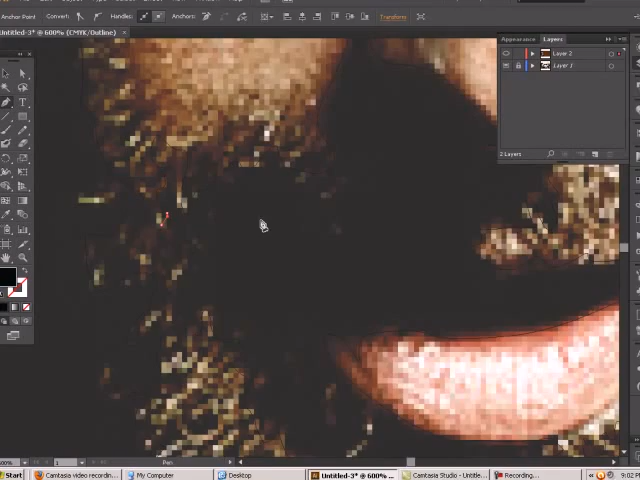 Anchor Point
Convert:
Handles:
Anchors:
Transform
Untitled-3* @ 600% (CMYK/Outline)
Appearance
Layers
Layer 2
Layer 1
2 Layers
1
Pen
Start
Camtasia video recordin...
My Computer
Desktop
Untitled-3* @ 600% ...
Camtasia Studio - Untitle...
Recording...
9:02